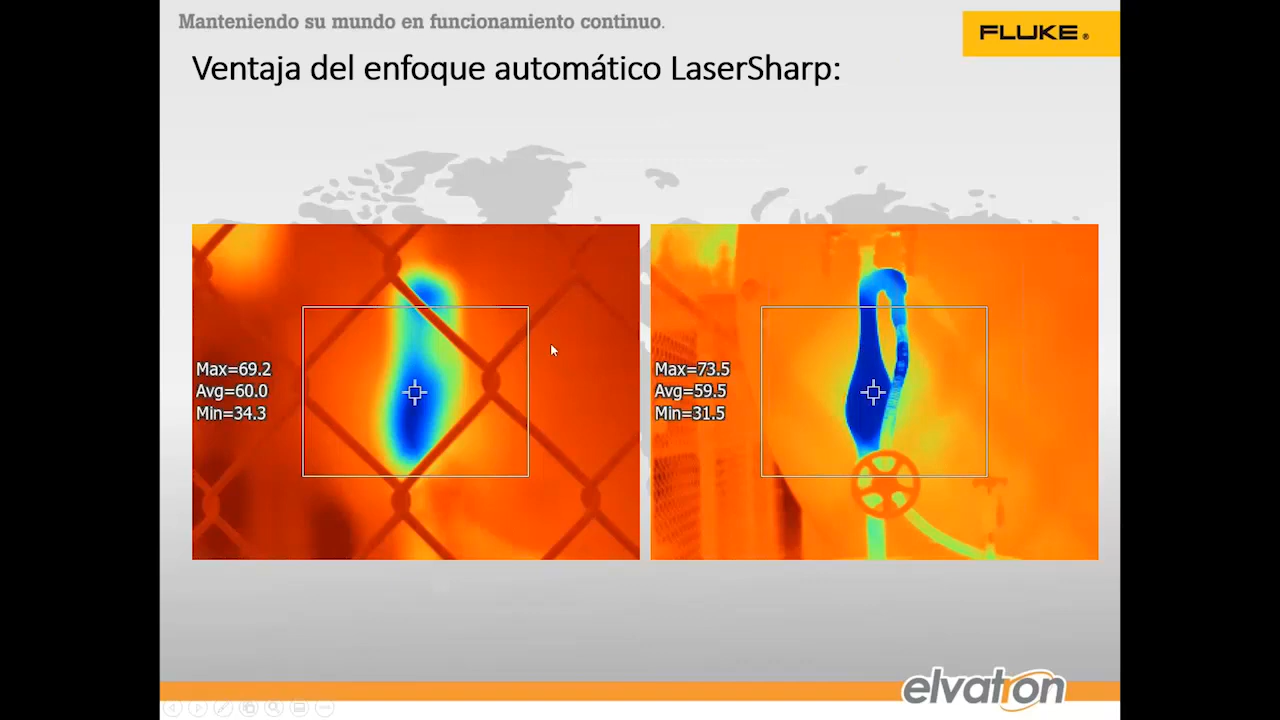 Manteniendo su mundo en funcionamiento continuo.
FLUKE®
Ventaja del enfoque automático LaserSharp:
Max=69.2
Avg=60.0
Min=34.3
Max=73.5
Avg=59.5
Min=31.5
elvatron